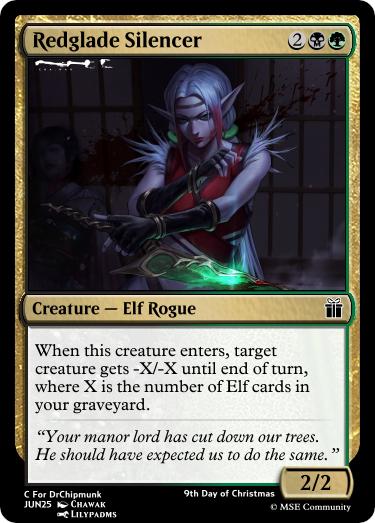 Redglade Silencer 2
Creature — Elf Rogue
When this creature enters, target
creature gets -X/-X until end of turn,
where X is the number of Elf cards in
your graveyard.
“Your manor lord has cut down our trees.
He should have expected us to do the same.”
2/2
C For DrChipmunk 9th Day of Christmas
JUN25 Chawak © MSE Community
Lilypadms